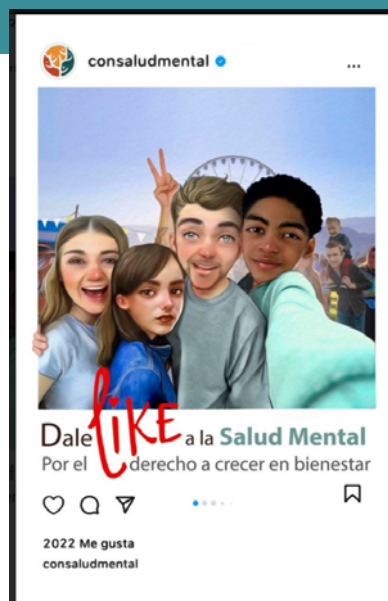 consaludmental
Dale LIKE a la Salud Mental
Por el derecho a crecer en bienestar
2022 Me gusta
consaludmental